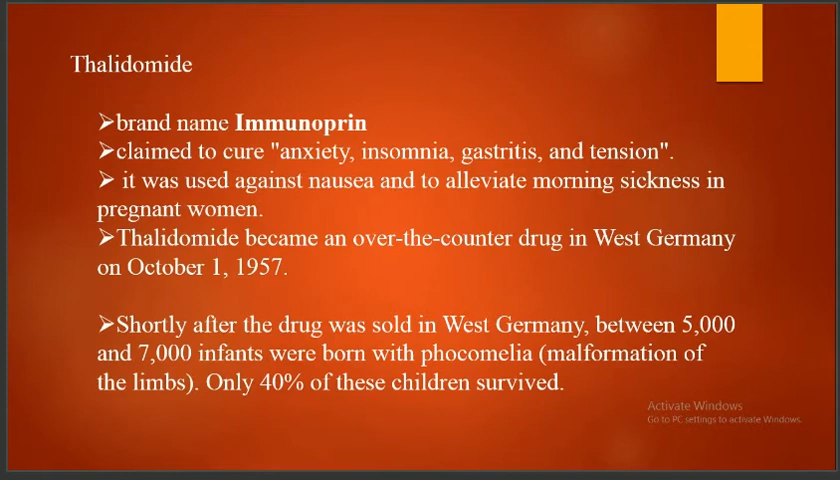 Thalidomide
➢brand name Immunoprin
➢claimed to cure "anxiety, insomnia, gastritis, and tension".
➢ it was used against nausea and to alleviate morning sickness in
pregnant women.
➢Thalidomide became an over-the-counter drug in West Germany
on October 1, 1957.
➢Shortly after the drug was sold in West Germany, between 5,000
and 7,000 infants were born with phocomelia (malformation of
the limbs). Only 40% of these children survived.
Activate Windows
Go to PC settings to activate Windows.